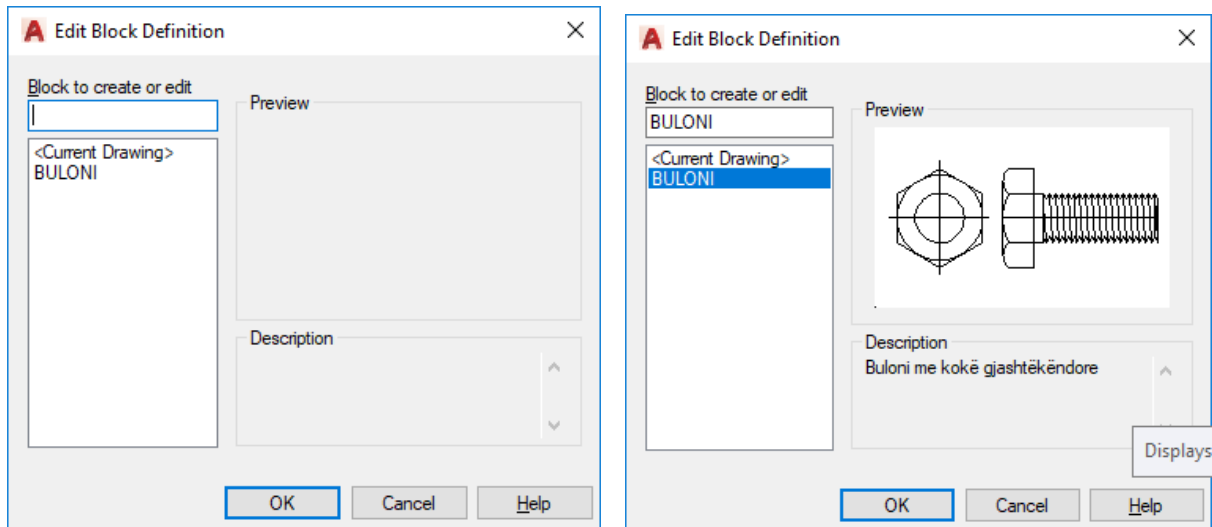 Edit Block Definition
Block to create or edit
Preview
<Current Drawing>
BULONI
Description
OK
Cancel
Help
Edit Block Definition
Block to create or edit
BULONI
Preview
<Current Drawing>
BULONI
Description
Buloni me kokë gjashtëkëndore
Displays
OK
Cancel
Help